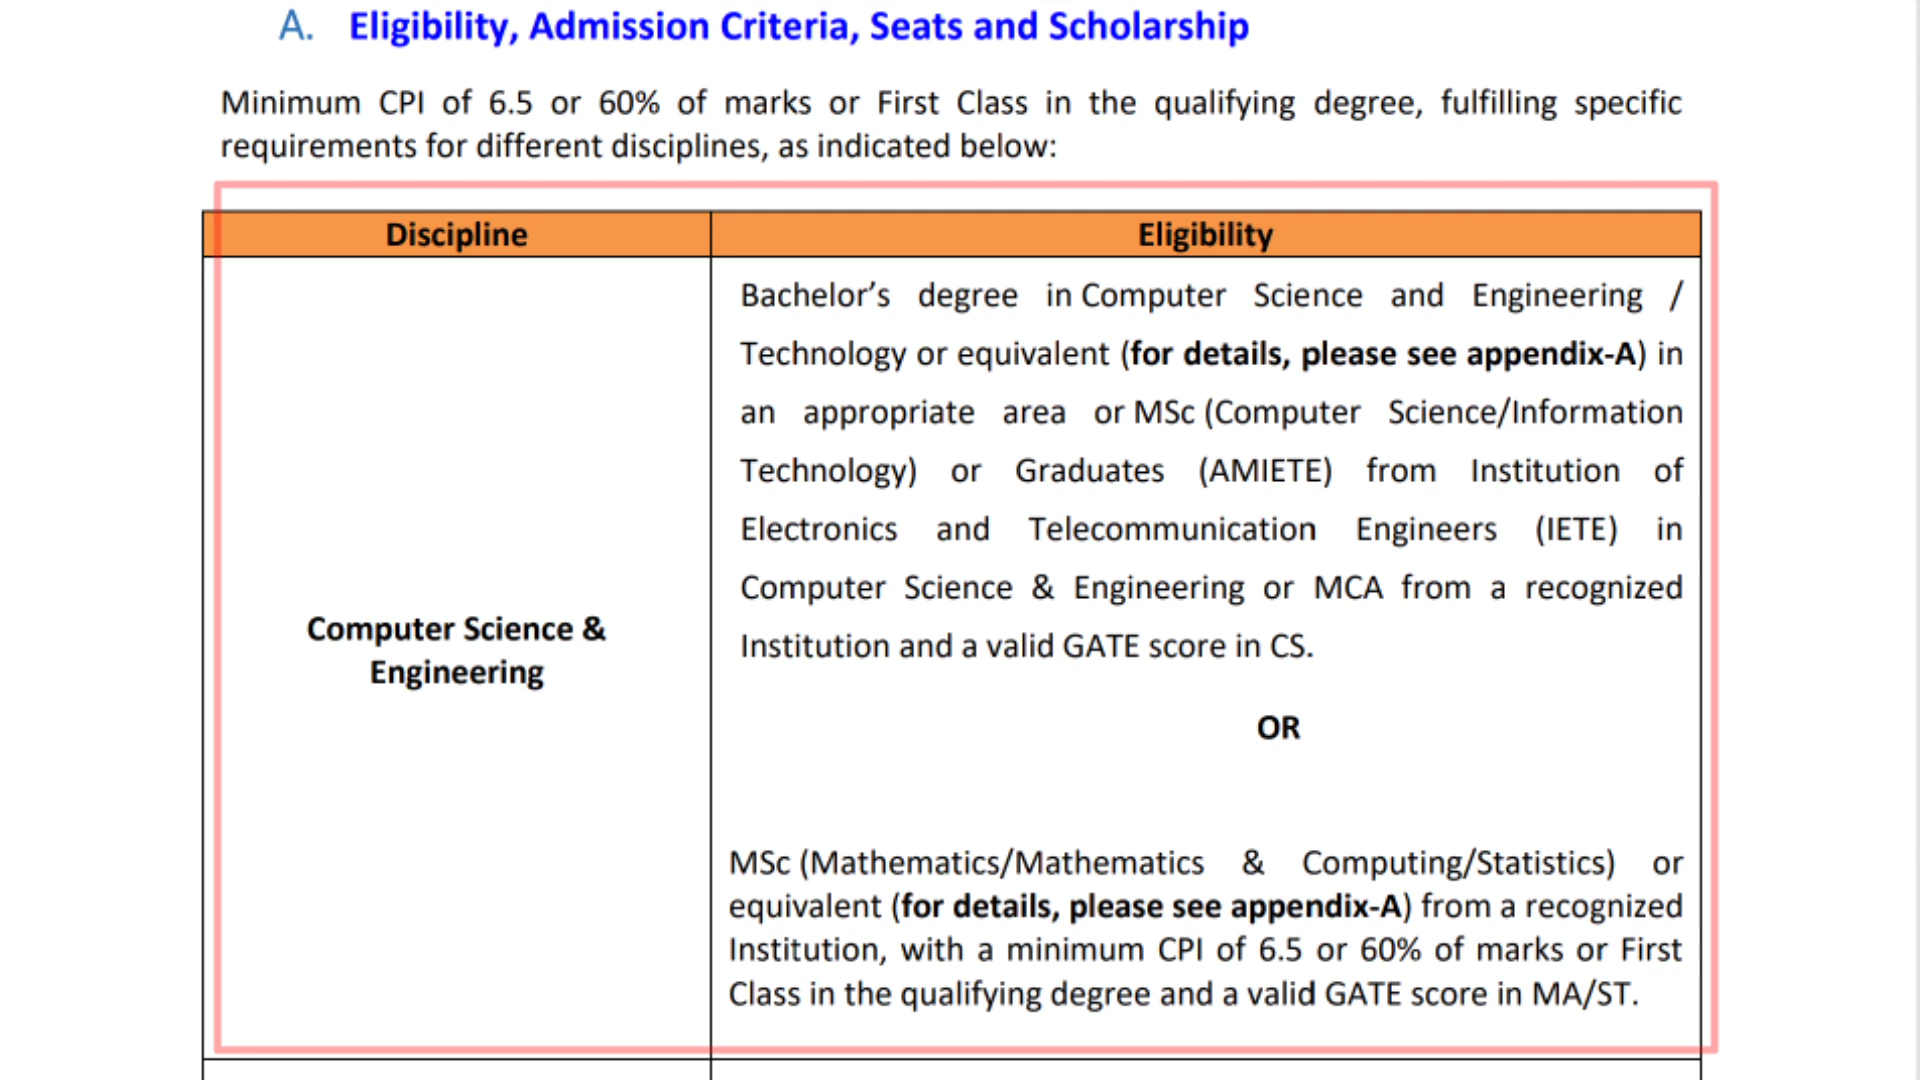 A. Eligibility, Admission Criteria, Seats and Scholarship
Minimum CPI of 6.5 or 60% of marks or First Class in the qualifying degree, fulfilling specific
requirements for different disciplines, as indicated below:
Discipline
Eligibility
Computer Science &
Engineering
Bachelor’s degree in Computer Science and Engineering /
Technology or equivalent (for details, please see appendix-A) in
an appropriate area or MSc (Computer Science/Information
Technology) or Graduates (AMIETE) from Institution of
Electronics and Telecommunication Engineers (IETE) in
Computer Science & Engineering or MCA from a recognized
Institution and a valid GATE score in CS.
OR
MSc (Mathematics/Mathematics & Computing/Statistics) or
equivalent (for details, please see appendix-A) from a recognized
Institution, with a minimum CPI of 6.5 or 60% of marks or First
Class in the qualifying degree and a valid GATE score in MA/ST.